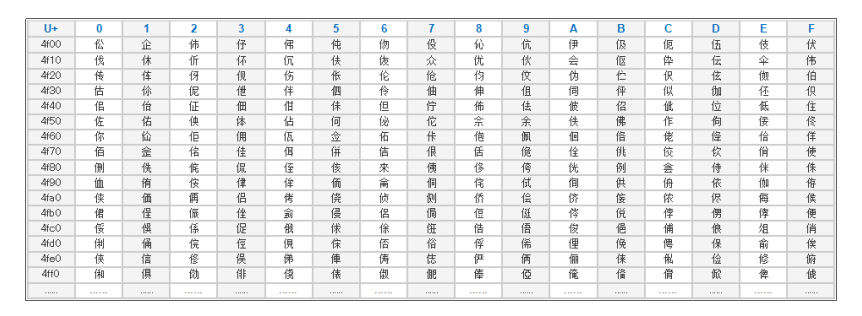 U+ 0 1 2 3 4 5 6 7 8 9 A B C D E F
4f00 伀 企 伂 伃 伄 伅 伆 伇 伈 伉 伊 伋 伌 伍 伎 伏
4f10 伐 休 伒 伓 伔 伕 伖 众 优 伙 会 伛 伜 伝 伞 伟
4f20 传 伡 伢 伣 伤 伥 伦 伧 伨 伩 伪 伫 伬 伭 伮 伯
4f30 估 伱 伲 伳 伴 伵 伶 伷 伸 伹 伺 伻 似 伽 伾 伿
4f40 佀 佁 佂 佃 佄 佅 但 佇 佈 佉 佊 佋 佌 位 低 住
4f50 佐 佑 佒 体 佔 何 佖 佗 佘 余 佚 佛 作 佝 佞 佟
4f60 你 佡 佢 佣 佤 佥 佦 佧 佨 佩 佪 佫 佬 佭 佮 佯
4f70 佰 佱 佲 佳 佴 併 佶 佷 佸 佹 佺 佻 佼 佽 佾 使
4f80 侀 侁 侂 侃 侄 侅 來 侇 侈 侉 侊 例 侌 侍 侎 侏
4f90 侐 侑 侒 侓 侔 侕 侖 侗 侘 侙 侚 供 侜 依 侞 侟
4fa0 侠 価 侢 侣 侤 侥 侦 侧 侨 侩 侪 侫 侬 侭 侮 侯
4fb0 侰 侱 侲 侳 侴 侵 侶 侷 侸 侹 侺 侻 侼 侽 侾 便
4fc0 俀 俁 係 促 俄 俅 俆 俇 俈 俉 俊 俋 俌 俍 俎 俏
4fd0 俐 俑 俒 俓 俔 俕 俖 俗 俘 俙 俚 俛 俜 保 俞 俟
4fe0 俠 信 俢 俣 俤 俥 俦 俧 俨 俩 俪 俫 俬 俭 修 俯
4ff0 俰 俱 俲 俳 俴 俵 俶 俷 俸 俹 俺 俻 俼 俽 俾 俿
...... ...... ...... ...... ...... ...... ...... ...... ...... ...... ...... ...... ...... ...... ...... ...... ......